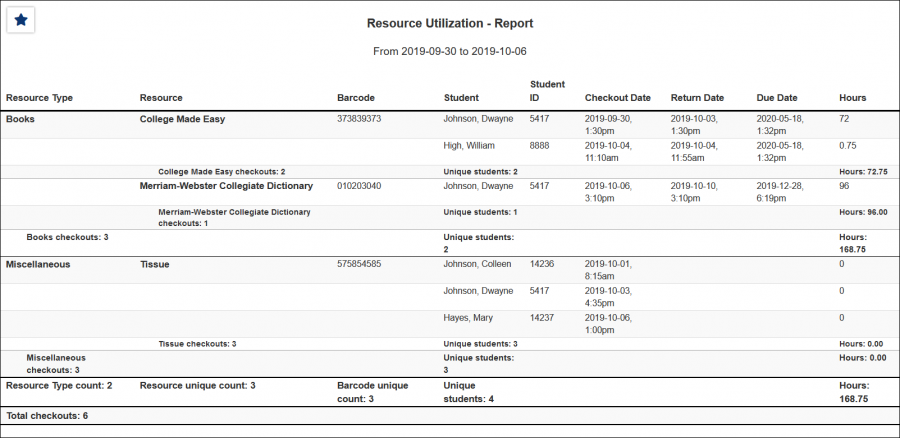 Resource Utilization - Report
From 2019-09-30 to 2019-10-06
Student
Resource Type Resource Barcode Student ID Checkout Date Return Date Due Date Hours
Books College Made Easy 373839373 Johnson, Dwayne 5417 2019-09-30, 2019-10-03, 2020-05-18, 72
1:30pm 1:30pm 1:32pm
High, William 8888 2019-10-04, 2019-10-04, 2020-05-18, 0.75
11:10am 11:55am 1:32pm
College Made Easy checkouts: 2 Unique students: 2 Hours: 72.75
Merriam-Webster Collegiate Dictionary 010203040 Johnson, Dwayne 5417 2019-10-06, 2019-10-10, 2019-12-28, 96
3:10pm 3:10pm 6:19pm
Merriam-Webster Collegiate Dictionary Unique students: 1 Hours: 96.00
checkouts: 1
Books checkouts: 3 Unique students: Hours:
2 168.75
Miscellaneous Tissue 575854585 Johnson, Colleen 14236 2019-10-01, 0
8:15am
Johnson, Dwayne 5417 2019-10-03, 0
4:35pm
Hayes, Mary 14237 2019-10-06, 0
1:00pm
Tissue checkouts: 3 Unique students: 3 Hours: 0.00
Miscellaneous Unique students: Hours: 0.00
checkouts: 3 3
Resource Type count: 2 Resource unique count: 3 Barcode unique Unique Hours:
count: 3 students: 4 168.75
Total checkouts: 6